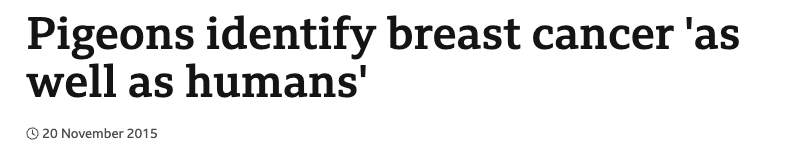 Pigeons identify breast cancer 'as
well as humans'
20 November 2015